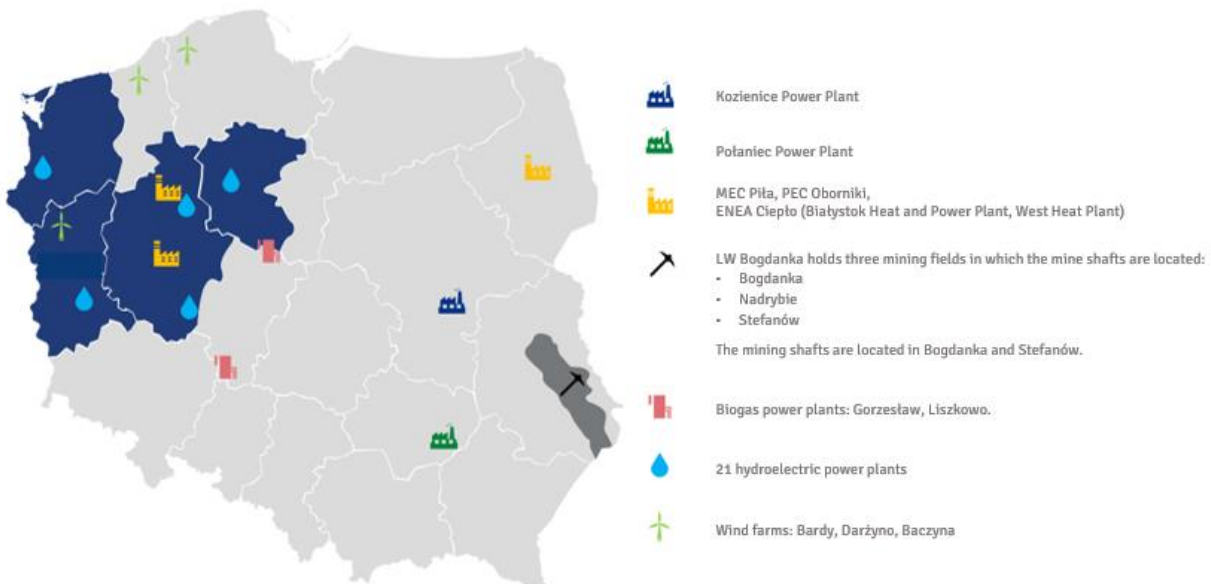 Kozienice Power Plant
Połaniec Power Plant
MEC Piła, PEC Oborniki,
ENEA Ciepło (Białystok Heat and Power Plant, West Heat Plant)
LW Bogdanka holds three mining fields in which the mine shafts are located:
- Bogdanka
- Nadrybie
- Stefanów
The mining shafts are located in Bogdanka and Stefanów.
Biogas power plants: Gorzesław, Liszkowo.
21 hydroelectric power plants
Wind farms: Bardy, Darżyno, Baczyna